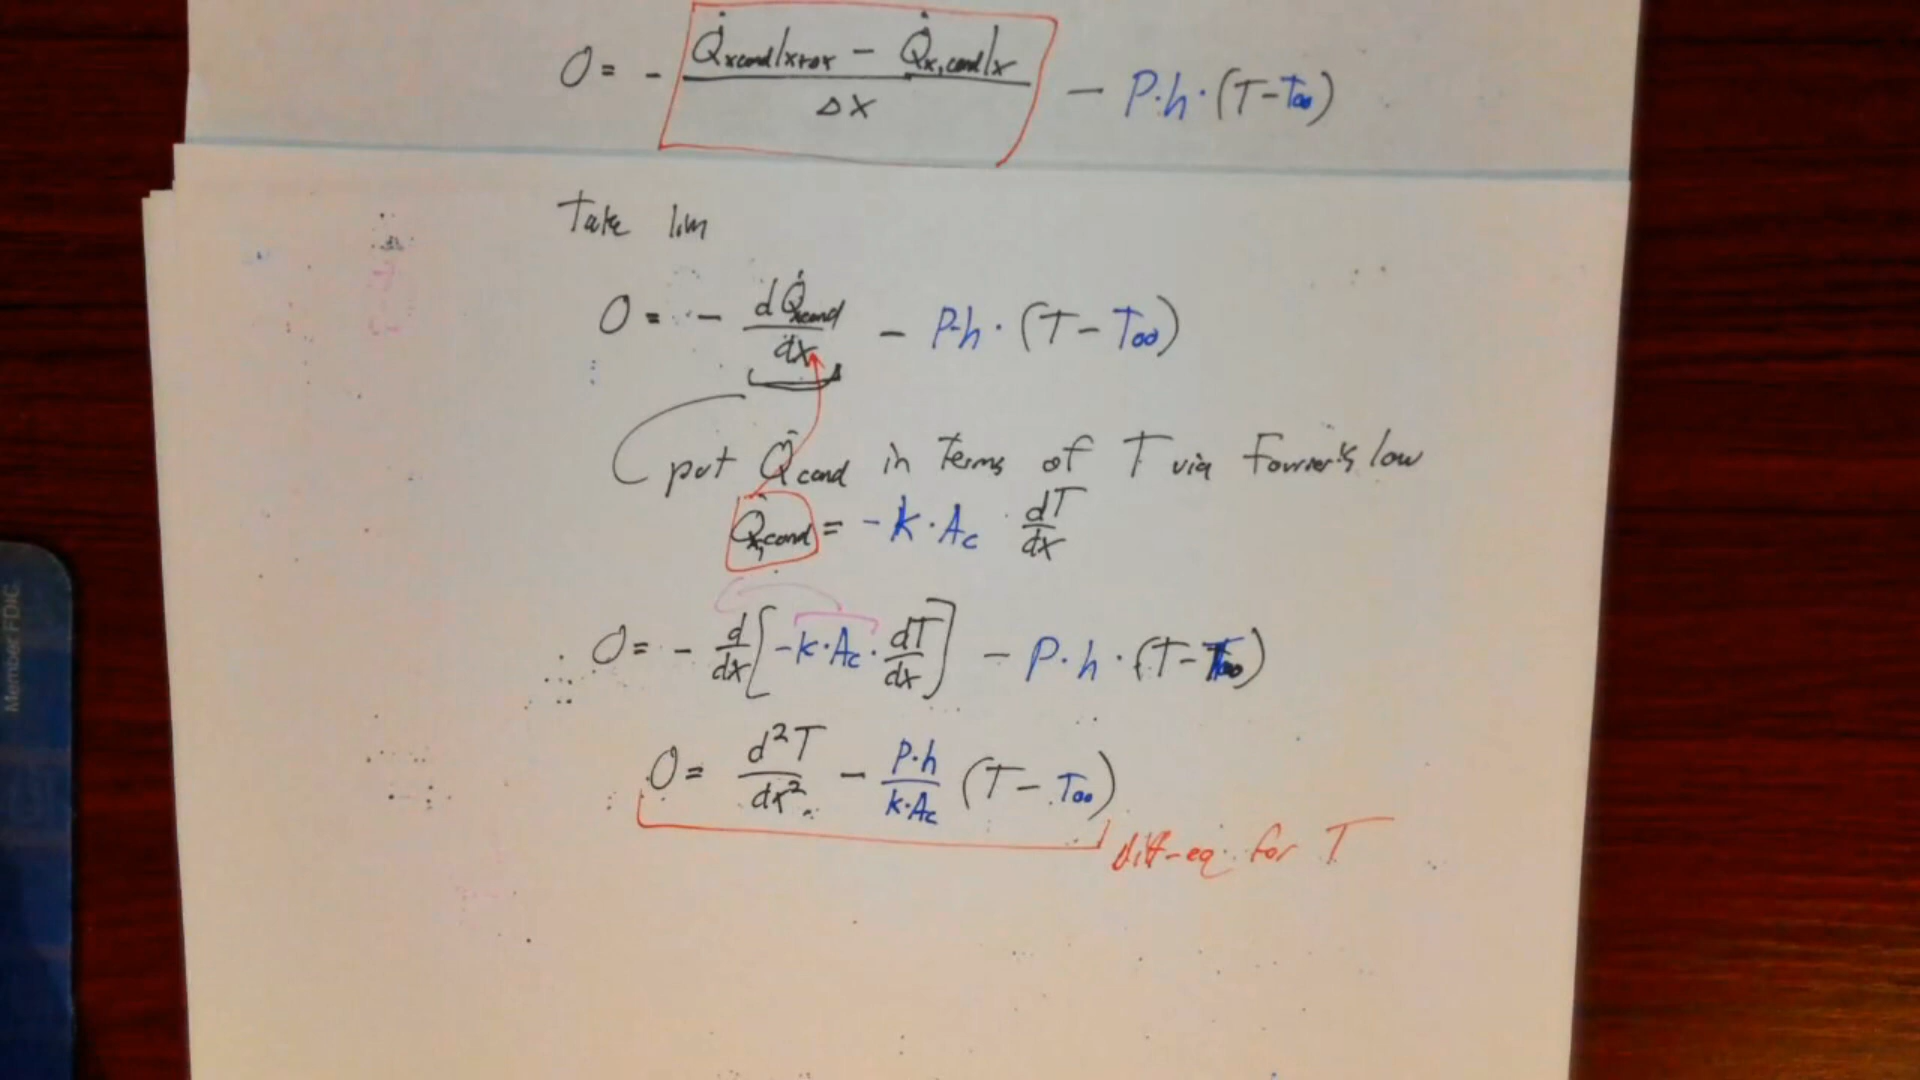 0 = - (Q̇x,cond|x+Δx - Q̇x,cond|x) / Δx - P·h·(T-T∞)
Take lim
0 = - dQ̇x,cond/dx - P·h·(T-T∞)
put Q̇cond in terms of T via Fourier's law
Q̇x,cond = -k·Ac · dT/dx
0 = - d/dx [-k·Ac·dT/dx] - P·h·(T-T∞)
0 = d²T/dx² - P·h/k·Ac (T-T∞)
diff-eq. for T
Member FDIC